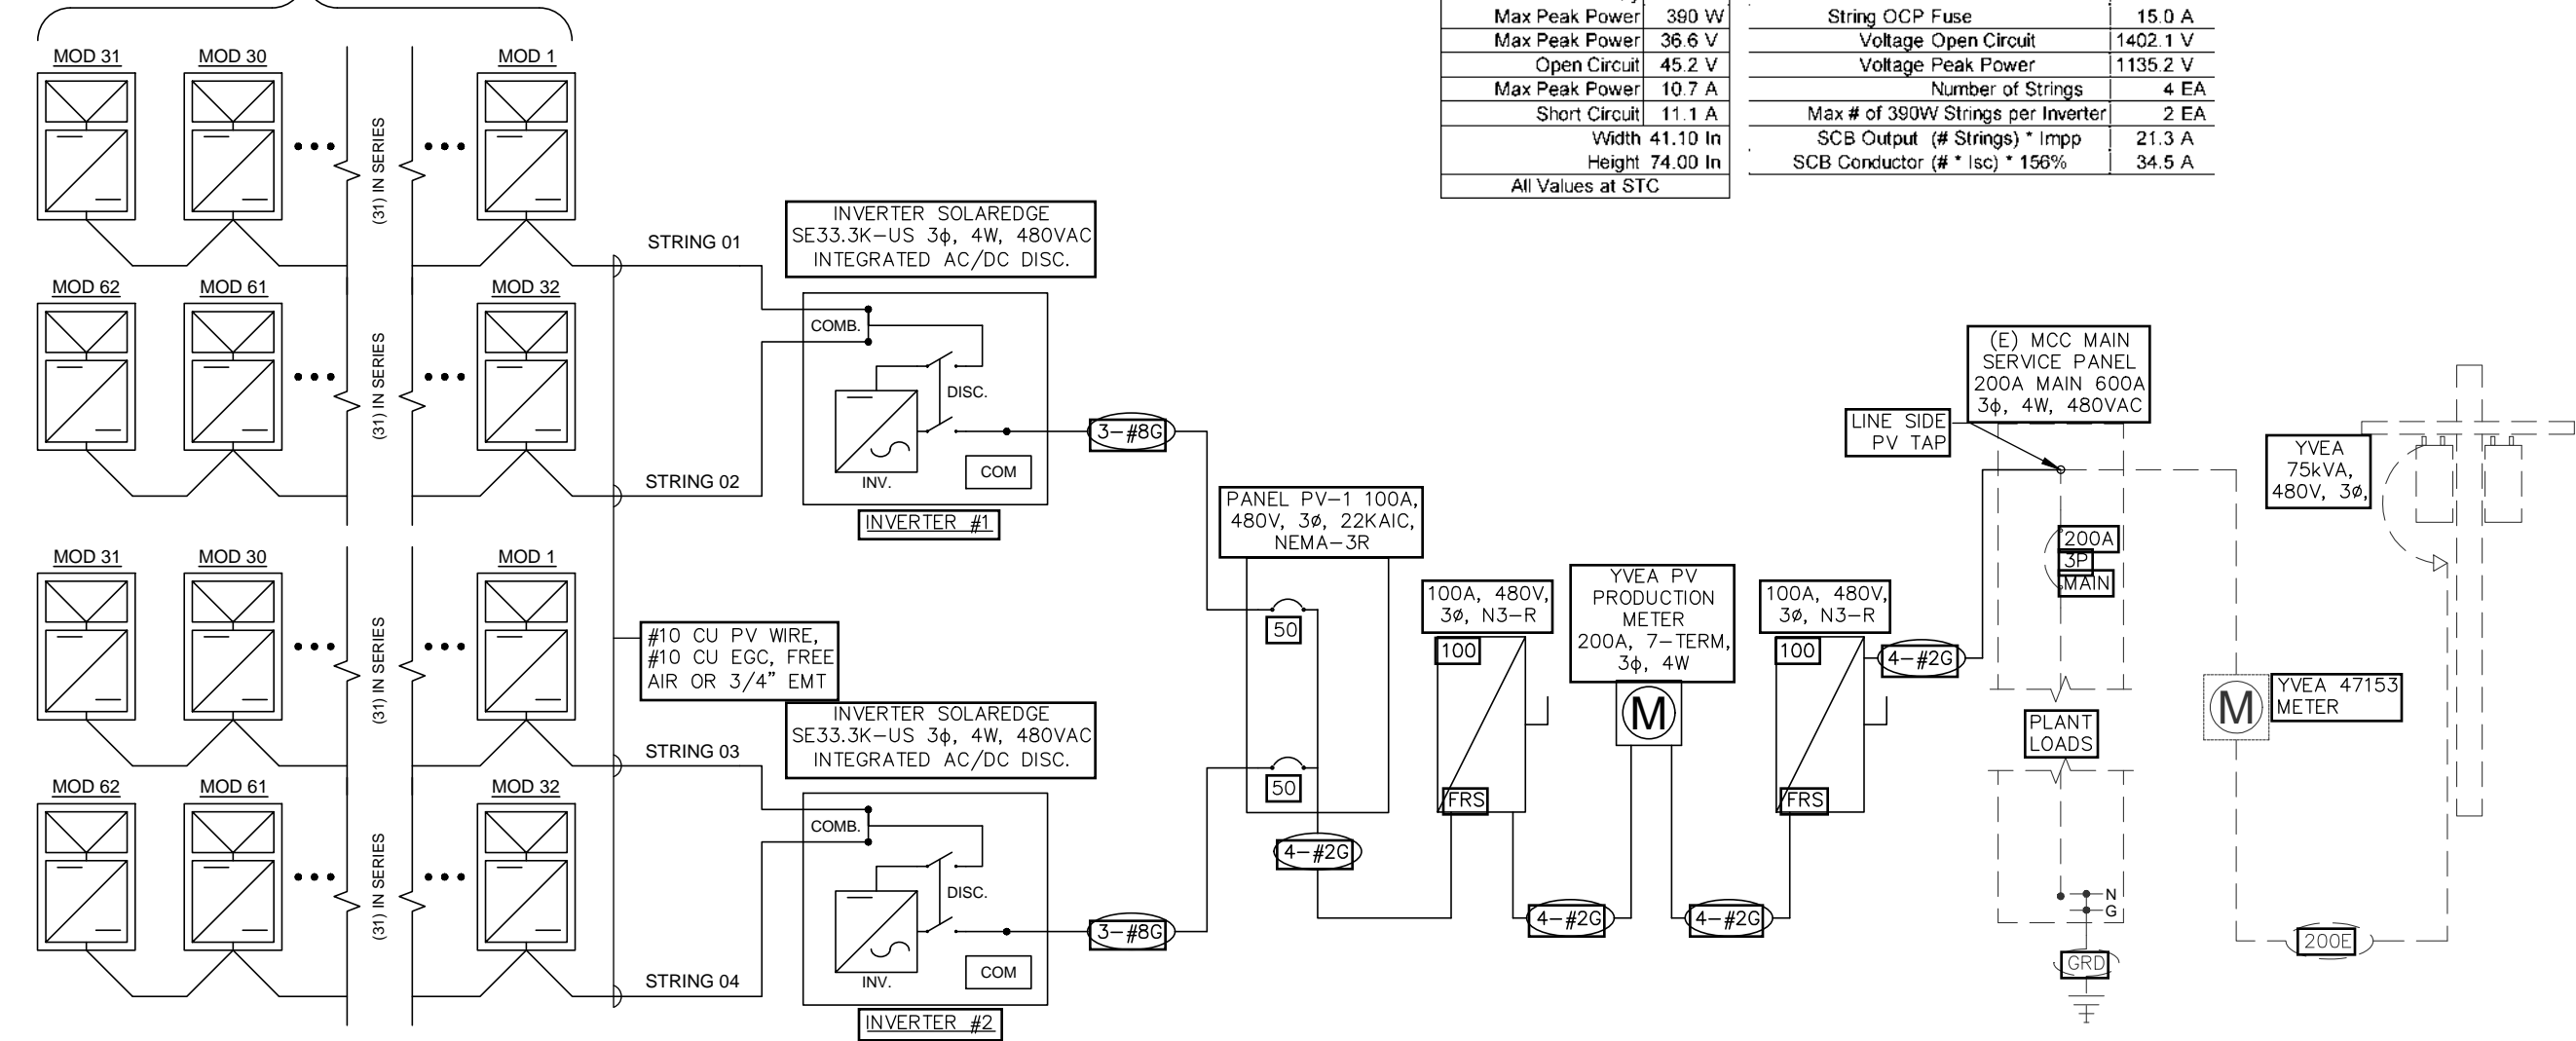 Max Peak Power 390 W
Max Peak Power 36.6 V
Open Circuit 45.2 V
Max Peak Power 10.7 A
Short Circuit 11.1 A
Width 41.10 In
Height 74.00 In
All Values at STC
String OCP Fuse 15.0 A
Voltage Open Circuit 1402.1 V
Voltage Peak Power 1135.2 V
Number of Strings 4 EA
Max # of 390W Strings per Inverter 2 EA
SCB Output (# Strings) * Impp 21.3 A
SCB Conductor (# * Isc) * 156% 34.5 A
MOD 31
MOD 30
MOD 1
(31) IN SERIES
STRING 01
MOD 62
MOD 61
MOD 32
(31) IN SERIES
STRING 02
INVERTER SOLAREDGE
SE33.3K-US 3ϕ, 4W, 480VAC
INTEGRATED AC/DC DISC.
COMB.
DISC.
INV.
COM
INVERTER #1
3-#8G
MOD 31
MOD 30
MOD 1
(31) IN SERIES
#10 CU PV WIRE,
#10 CU EGC, FREE
AIR OR 3/4" EMT
STRING 03
MOD 62
MOD 61
MOD 32
(31) IN SERIES
STRING 04
INVERTER SOLAREDGE
SE33.3K-US 3ϕ, 4W, 480VAC
INTEGRATED AC/DC DISC.
COMB.
DISC.
INV.
COM
INVERTER #2
3-#8G
PANEL PV-1 100A,
480V, 3ø, 22KAIC,
NEMA-3R
50
50
4-#2G
100A, 480V,
3ø, N3-R
100
FRS
4-#2G
YVEA PV
PRODUCTION
METER
200A, 7-TERM,
3ϕ, 4W
M
4-#2G
100A, 480V,
3ø, N3-R
100
FRS
4-#2G
LINE SIDE
PV TAP
(E) MCC MAIN
SERVICE PANEL
200A MAIN 600A
3ϕ, 4W, 480VAC
200A
3P
MAIN
PLANT
LOADS
N
G
GRD
M
YVEA 47153
METER
YVEA
75kVA,
480V, 3ø,
200E